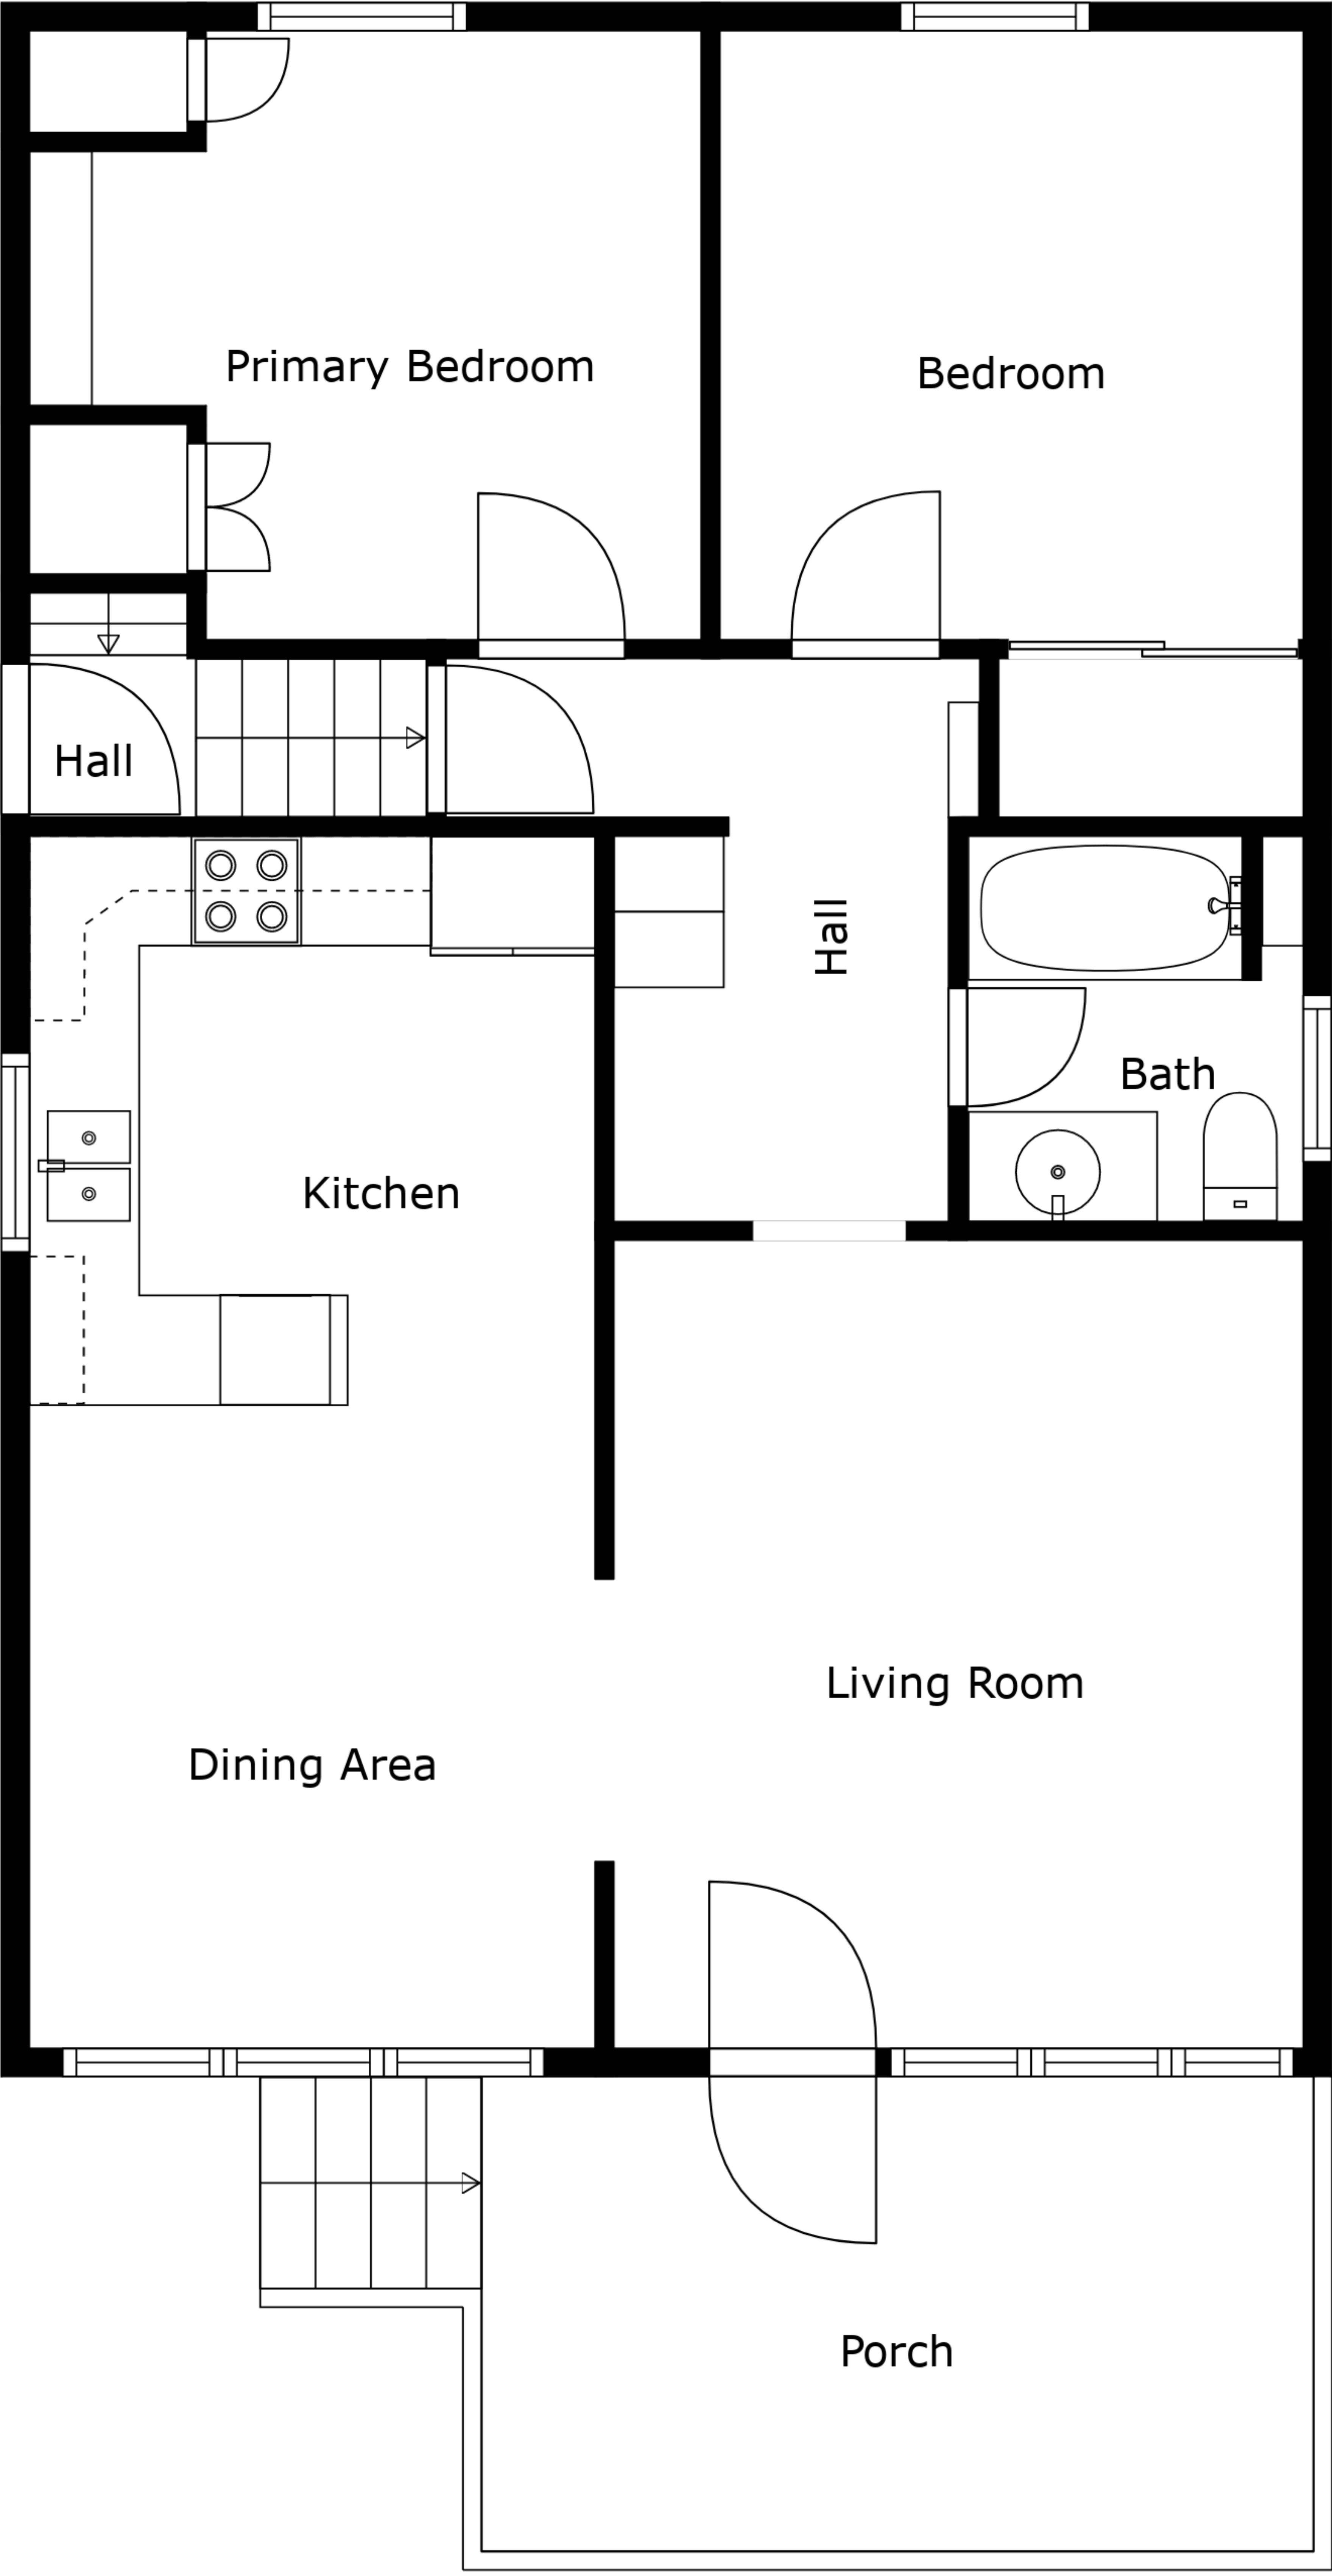 Primary Bedroom
Bedroom
Hall
Hall
Bath
Kitchen
Living Room
Dining Area
Porch